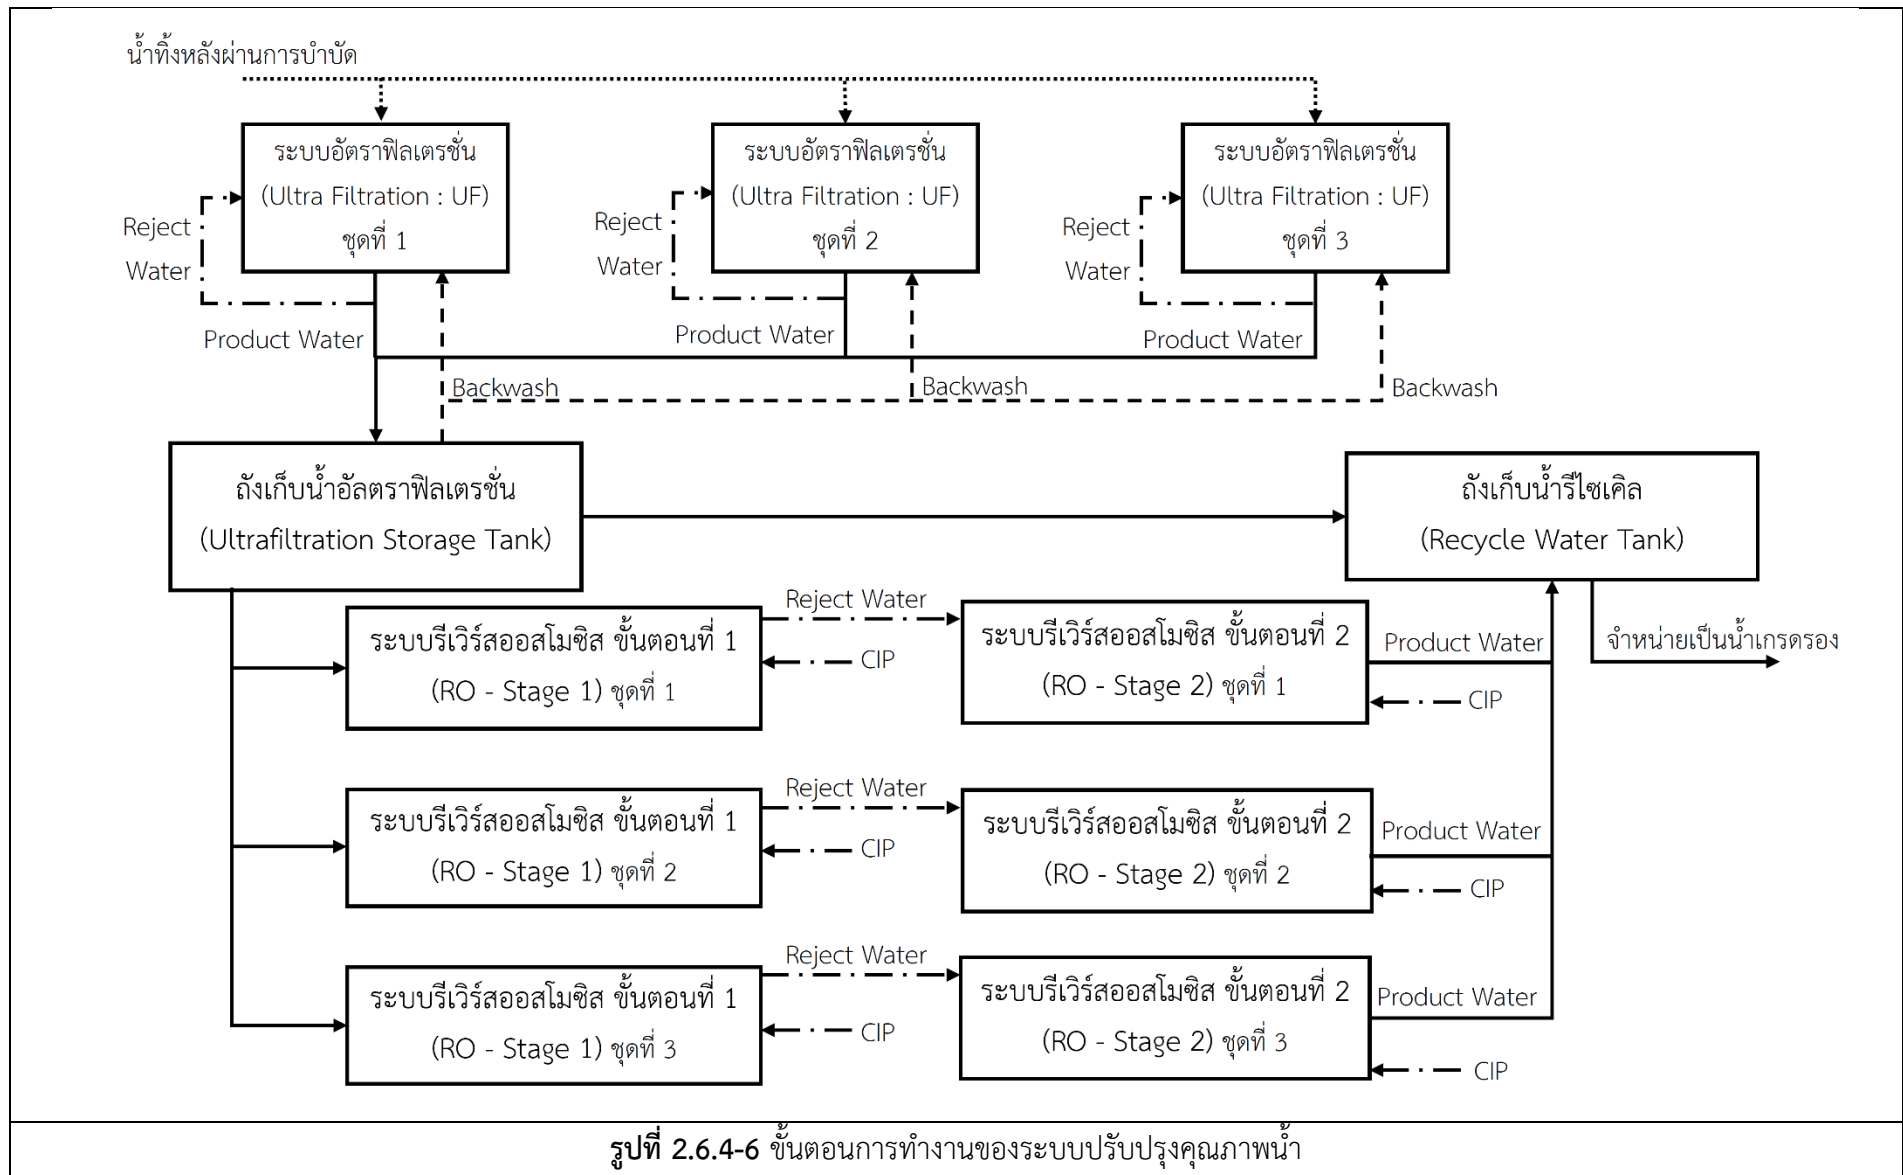 น้ำทิ้งหลังผ่านการบำบัด
ระบบอัตราฟิลเตรชั่น
(Ultra Filtration : UF)
ชุดที่ 1
ระบบอัตราฟิลเตรชั่น
(Ultra Filtration : UF)
ชุดที่ 2
ระบบอัตราฟิลเตรชั่น
(Ultra Filtration : UF)
ชุดที่ 3
Reject
Water
Reject
Water
Reject
Water
Product Water
Product Water
Product Water
Backwash
Backwash
Backwash
ถังเก็บน้ำอัลตราฟิลเตรชั่น
(Ultrafiltration Storage Tank)
ถังเก็บน้ำรีไซเคิล
(Recycle Water Tank)
ระบบรีเวิร์สออสโมซิส ขั้นตอนที่ 1
(RO - Stage 1) ชุดที่ 1
Reject Water
CIP
ระบบรีเวิร์สออสโมซิส ขั้นตอนที่ 2
(RO - Stage 2) ชุดที่ 1
Product Water
CIP
จำหน่ายเป็นน้ำเกรดรอง
ระบบรีเวิร์สออสโมซิส ขั้นตอนที่ 1
(RO - Stage 1) ชุดที่ 2
Reject Water
CIP
ระบบรีเวิร์สออสโมซิส ขั้นตอนที่ 2
(RO - Stage 2) ชุดที่ 2
Product Water
CIP
ระบบรีเวิร์สออสโมซิส ขั้นตอนที่ 1
(RO - Stage 1) ชุดที่ 3
Reject Water
CIP
ระบบรีเวิร์สออสโมซิส ขั้นตอนที่ 2
(RO - Stage 2) ชุดที่ 3
Product Water
CIP
รูปที่ 2.6.4-6 ขั้นตอนการทำงานของระบบปรับปรุงคุณภาพน้ำ